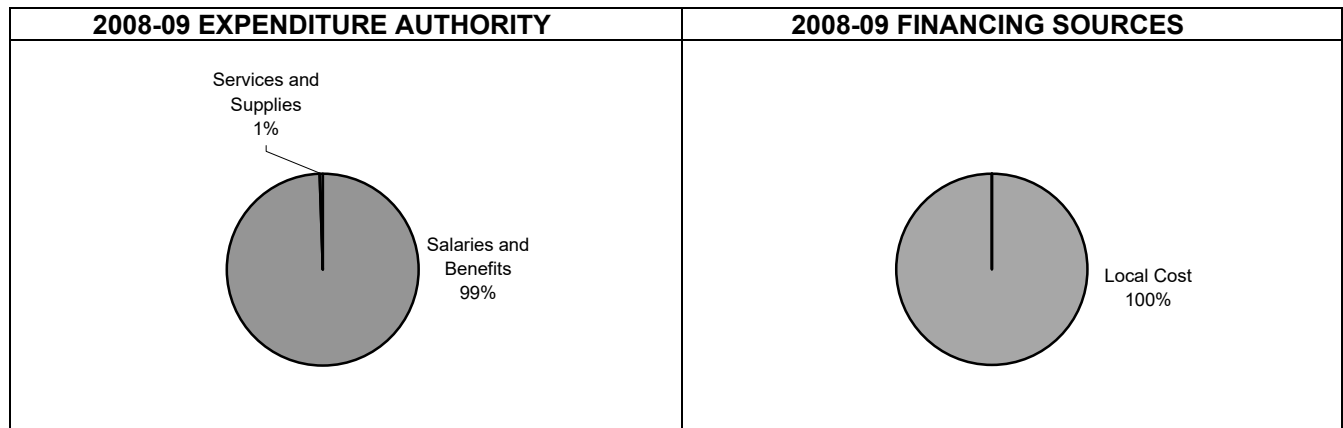 2008-09 EXPENDITURE AUTHORITY
Services and
Supplies
1%
Salaries and
Benefits
99%
2008-09 FINANCING SOURCES
Local Cost
100%